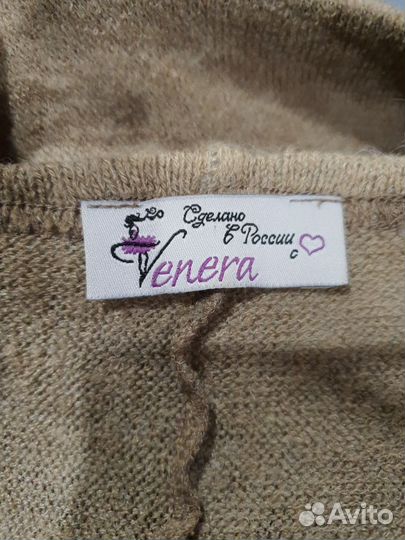 Сделано
в России
с
Venera
Avito